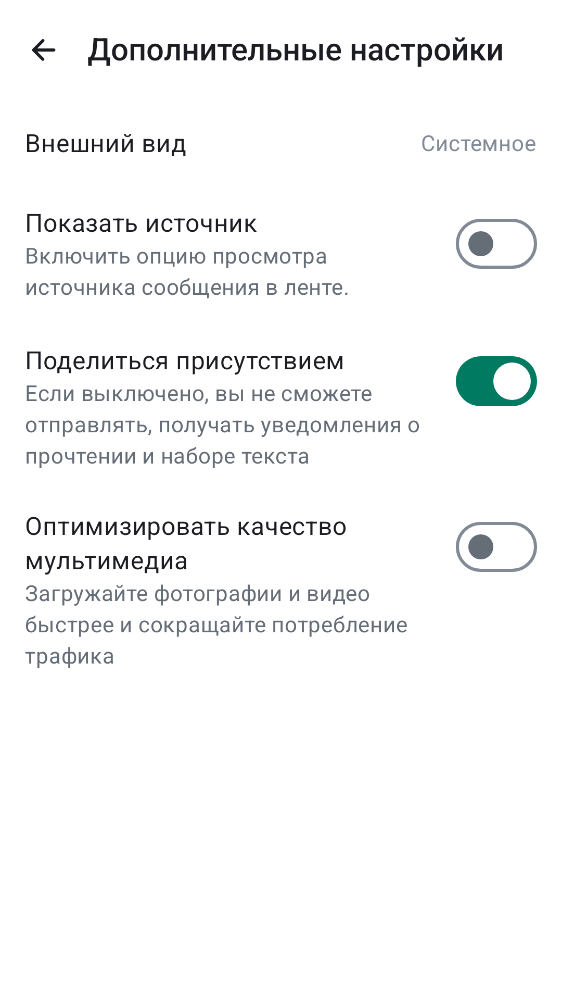 Дополнительные настройки
Внешний вид
Системное
Показать источник
Включить опцию просмотра
источника сообщения в ленте.
Поделиться присутствием
Если выключено, вы не сможете
отправлять, получать уведомления о
прочтении и наборе текста
Оптимизировать качество
мультимедиа
Загружайте фотографии и видео
быстрее и сокращайте потребление
трафика